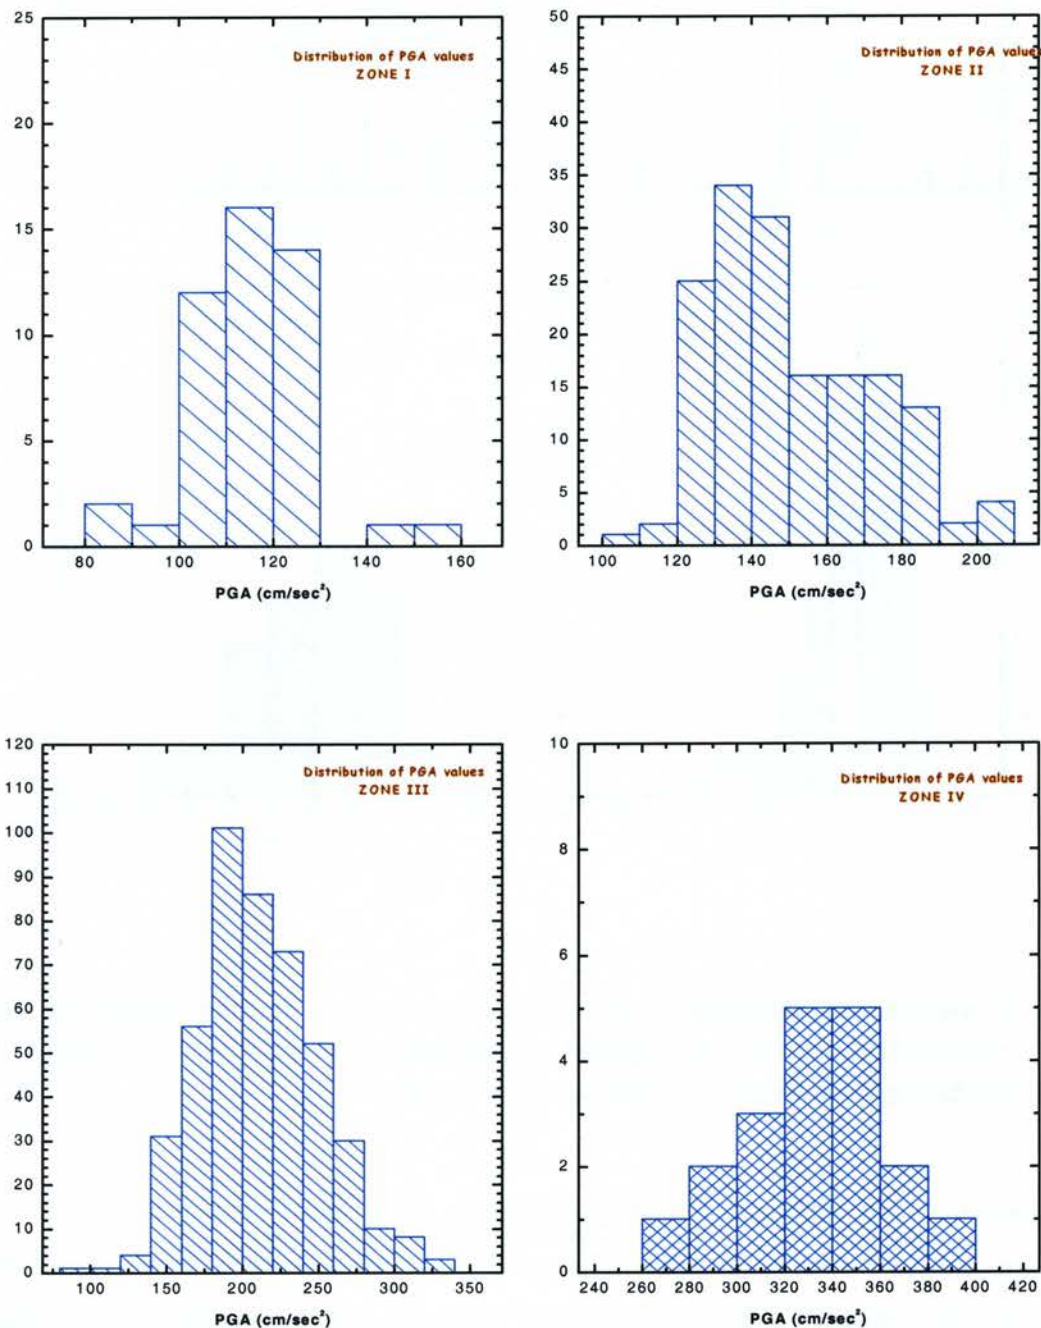 Distribution of PGA values
ZONE I
25
20
15
10
5
0
80 100 120 140 160
PGA (cm/sec²)
Distribution of PGA values
ZONE II
50
45
40
35
30
25
20
15
10
5
0
100 120 140 160 180 200
PGA (cm/sec²)
Distribution of PGA values
ZONE III
120
110
100
90
80
70
60
50
40
30
20
10
0
100 150 200 250 300 350
PGA (cm/sec²)
Distribution of PGA values
ZONE IV
10
8
6
4
2
0
240 260 280 300 320 340 360 380 400 420
PGA (cm/sec²)